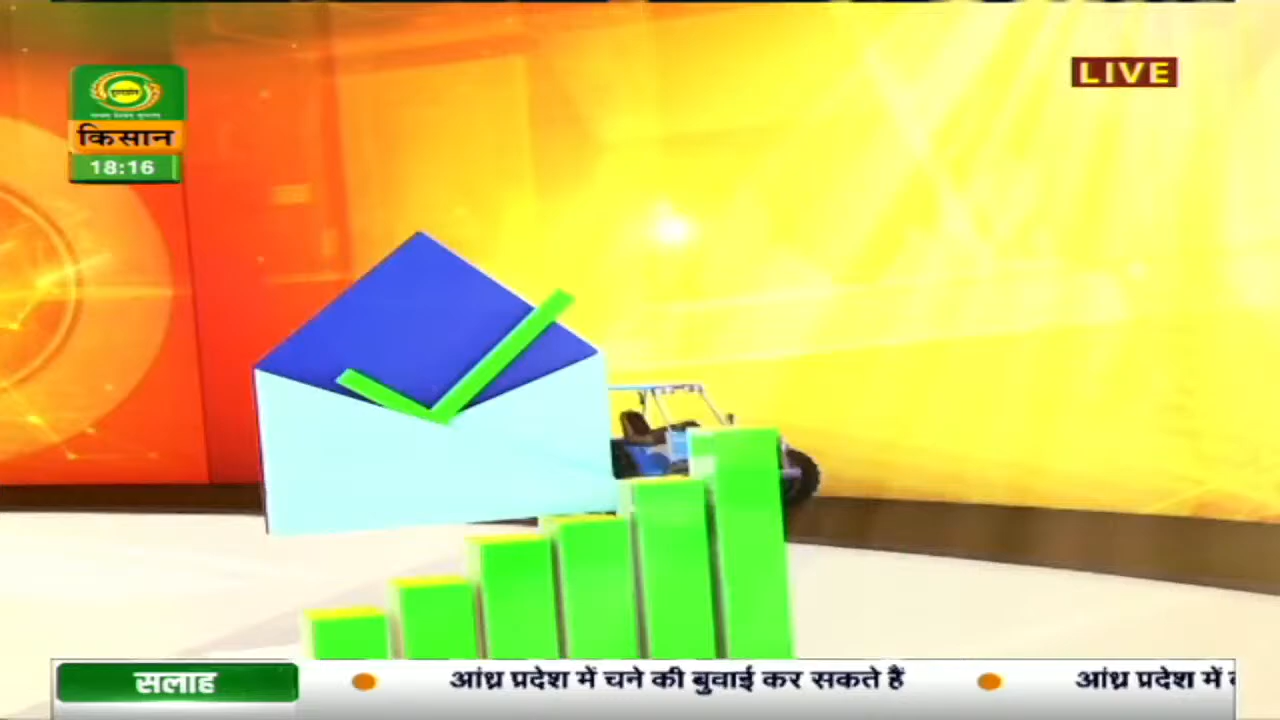 LIVE
किसान
18:16
सलाह
आंध्र प्रदेश में चने की बुवाई कर सकते हैं
आंध्र प्रदेश में